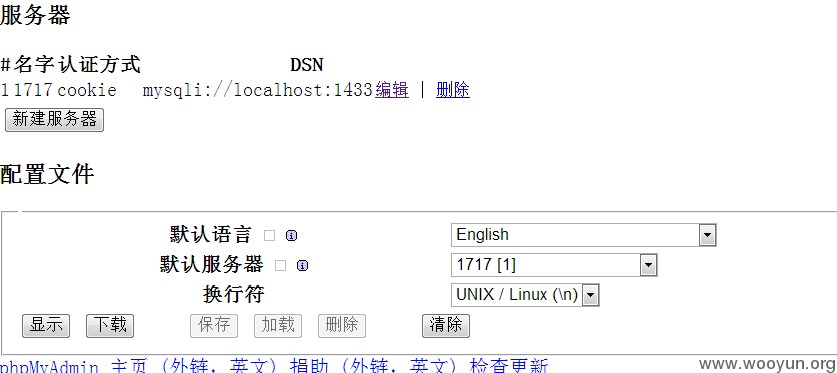 服务器
# 名字 认证方式 DSN
1 1717 cookie mysqli://localhost:1433 编辑 | 删除
新建服务器
配置文件
默认语言 English
默认服务器 1717 [1]
换行符 UNIX / Linux (\n)
显示 下载 保存 加载 删除 清除
phpMyAdmin 主页 (外链, 英文) 捐助 (外链, 英文) 检查更新
www.wooyun.org